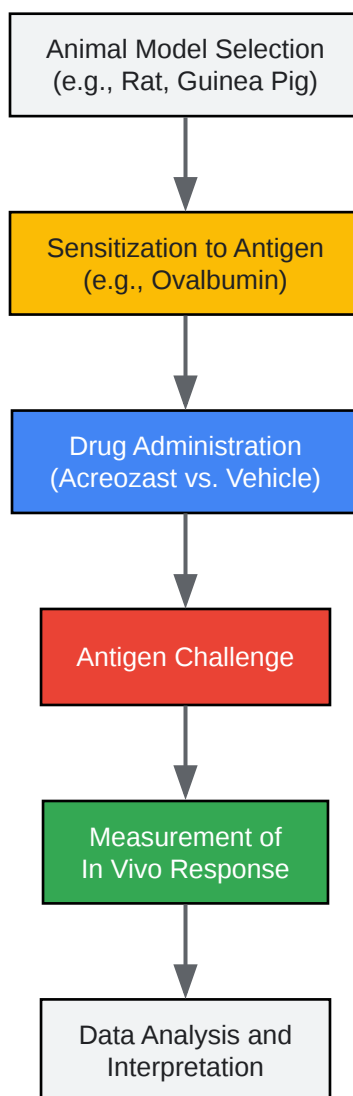 Animal Model Selection
(e.g., Rat, Guinea Pig)
Sensitization to Antigen
(e.g., Ovalbumin)
Drug Administration
(Acreozast vs. Vehicle)
Antigen Challenge
Measurement of
In Vivo Response
Data Analysis and
Interpretation